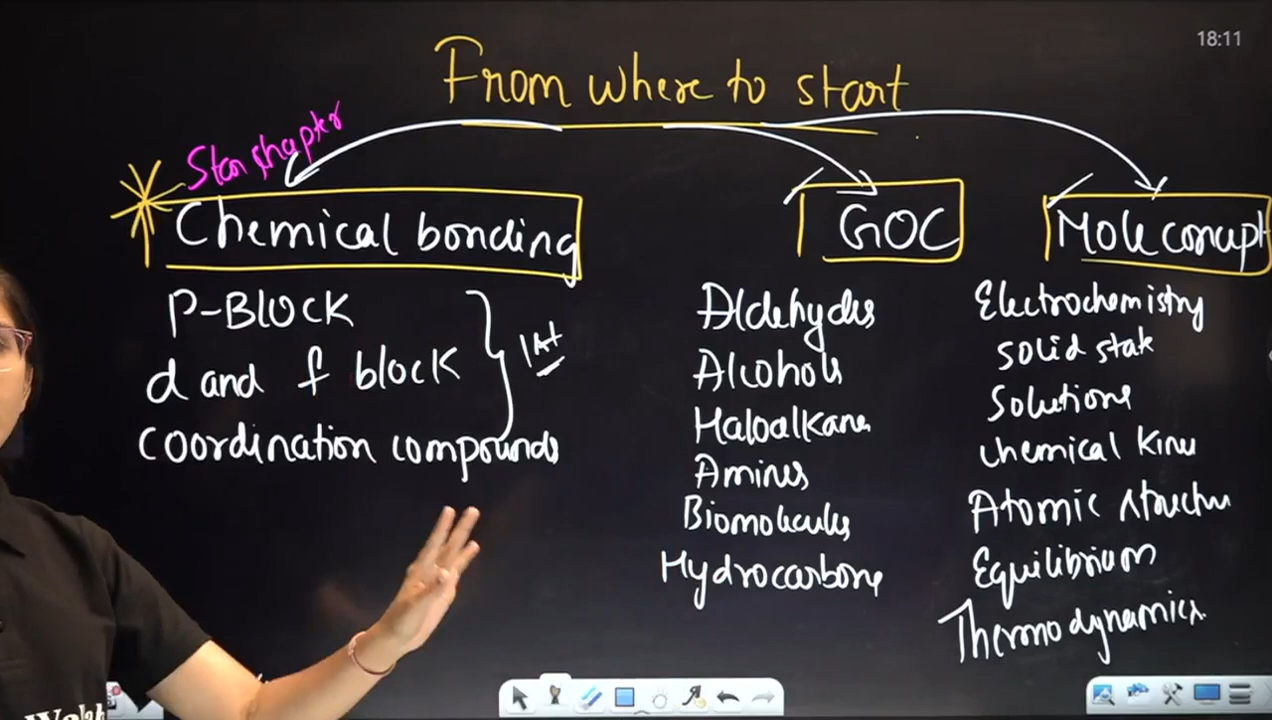 18:11
From where to start
Star chapter
Chemical bonding
P-BLOCK
d and f block
coordination compounds
1st
GOC
Aldehydes
Alcohols
Haloalkanes
Amines
Biomolecules
Hydrocarbons
Mole concept
Electrochemistry
solid state
solutions
chemical Kine
Atomic structure
Equilibrium
Thermodynamics